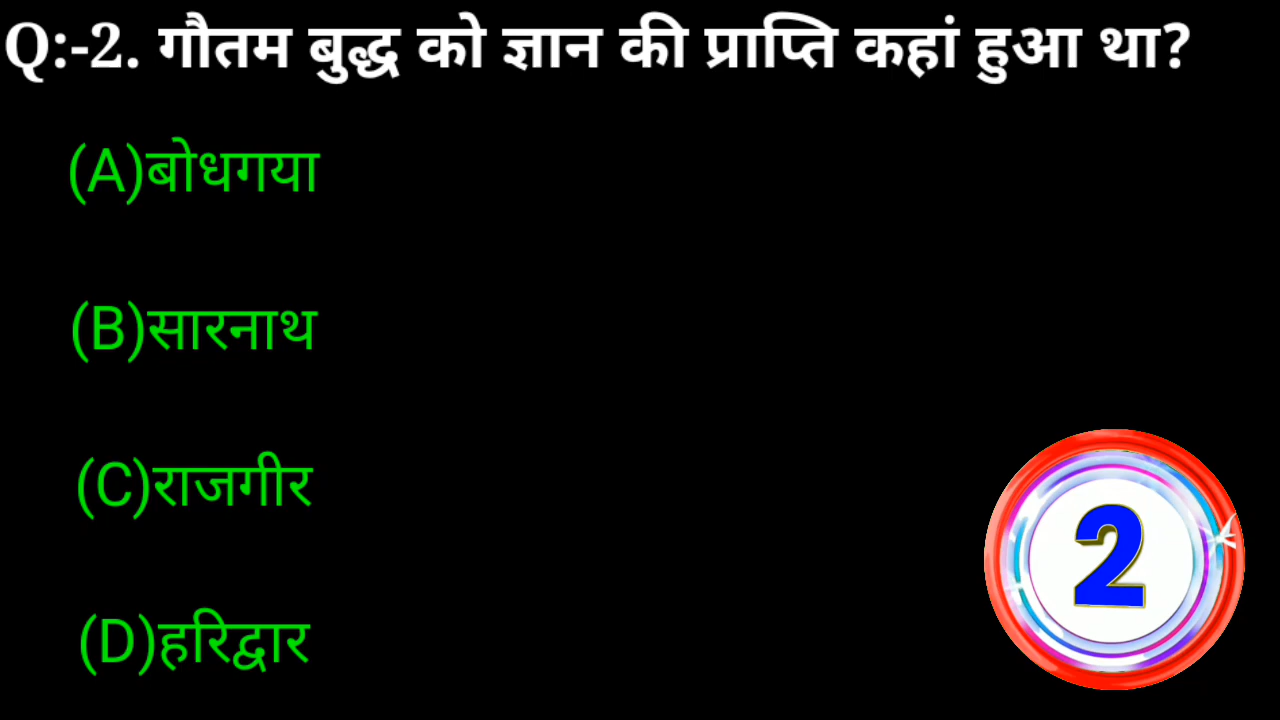 Q:-2. गौतम बुद्ध को ज्ञान की प्राप्ति कहां हुआ था?
(A)बोधगया
(B)सारनाथ
(C)राजगीर
2
(D)हरिद्वार